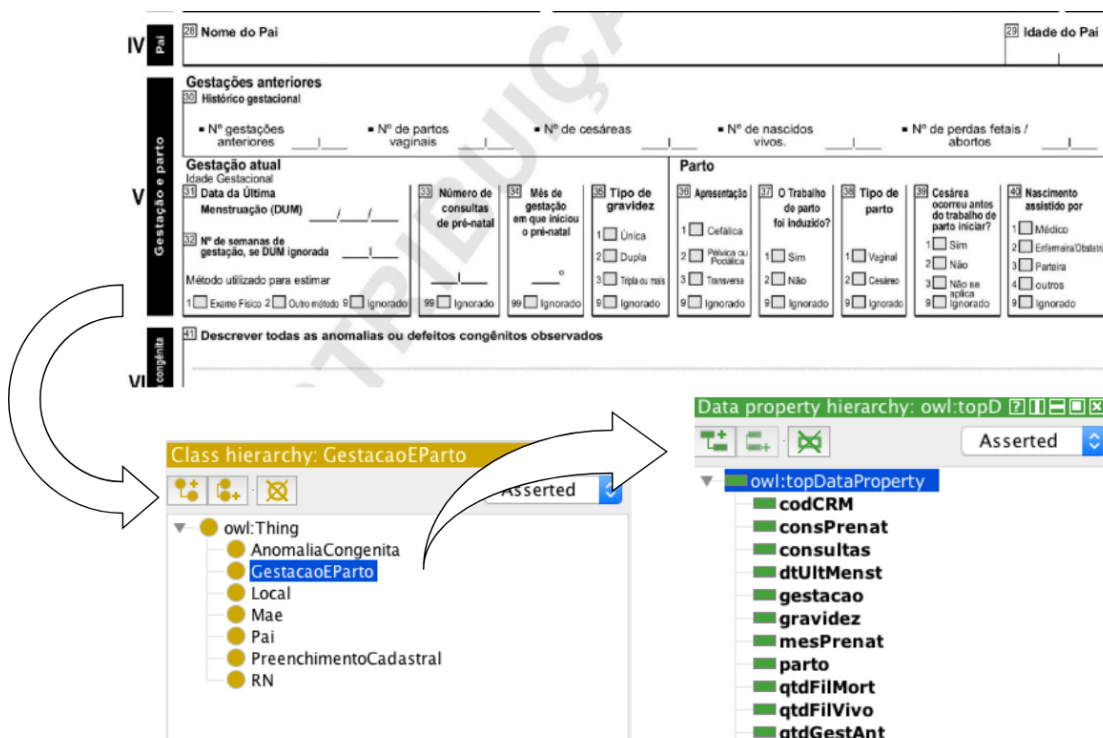 IV Pai
28 Nome do Pai
29 Idade do Pai
V Gestação e parto
Gestações anteriores
30 Histórico gestacional
▪ Nº gestações anteriores
▪ Nº de partos vaginais
▪ Nº de cesáreas
▪ Nº de nascidos vivos.
▪ Nº de perdas fetais / abortos
Gestação atual
Idade Gestacional
31 Data da Última
Menstruação (DUM) __/__/__
32 Nº de semanas de
gestação, se DUM ignorada
Método utilizado para estimar
1 Exame Físico 2 Outro método 9 Ignorado
33 Número de
consultas
de pré-natal
99 Ignorado
34 Mês de
gestação
em que iniciou
o pré-natal
º
99 Ignorado
35 Tipo de
gravidez
1 Única
2 Dupla
3 Tripla ou mais
9 Ignorado
Parto
36 Apresentação
1 Cefálica
2 Pélvica ou
Podálica
3 Transversa
9 Ignorado
37 O Trabalho
de parto
foi induzido?
1 Sim
2 Não
9 Ignorado
38 Tipo de
parto
1 Vaginal
2 Cesáreo
9 Ignorado
39 Cesárea
ocorreu antes
do trabalho de
parto iniciar?
1 Sim
2 Não
3 Não se
aplica
9 Ignorado
40 Nascimento
assistido por
1 Médico
2 Enfermeira/Obstetri
3 Parteira
4 outros
9 Ignorado
VI congênita
41 Descrever todas as anomalias ou defeitos congênitos observados
TRIBUIÇA
Class hierarchy: GestacaoEParto
Asserted
owl:Thing
AnomaliaCongenita
GestacaoEParto
Local
Mae
Pai
PreenchimentoCadastral
RN
Data property hierarchy: owl:topD
Asserted
owl:topDataProperty
codCRM
consPrenat
consultas
dtUltMenst
gestacao
gravidez
mesPrenat
parto
qtdFilMort
qtdFilVivo
qtdGestAnt